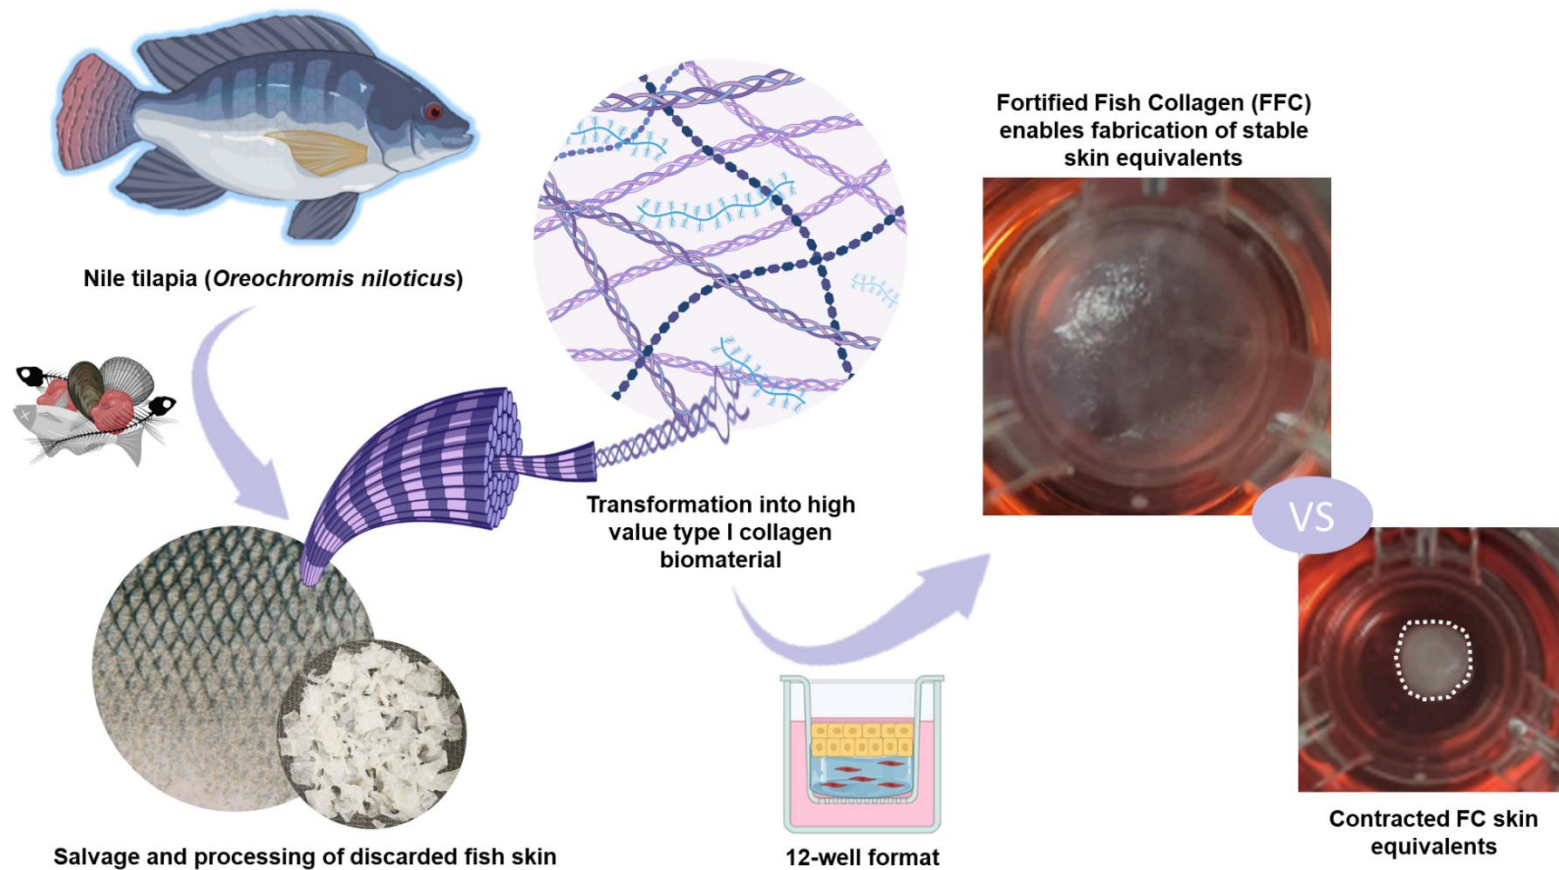 Nile tilapia (Oreochromis niloticus)
Salvage and processing of discarded fish skin
Transformation into high
value type I collagen
biomaterial
12-well format
Fortified Fish Collagen (FFC)
enables fabrication of stable
skin equivalents
VS
Contracted FC skin
equivalents